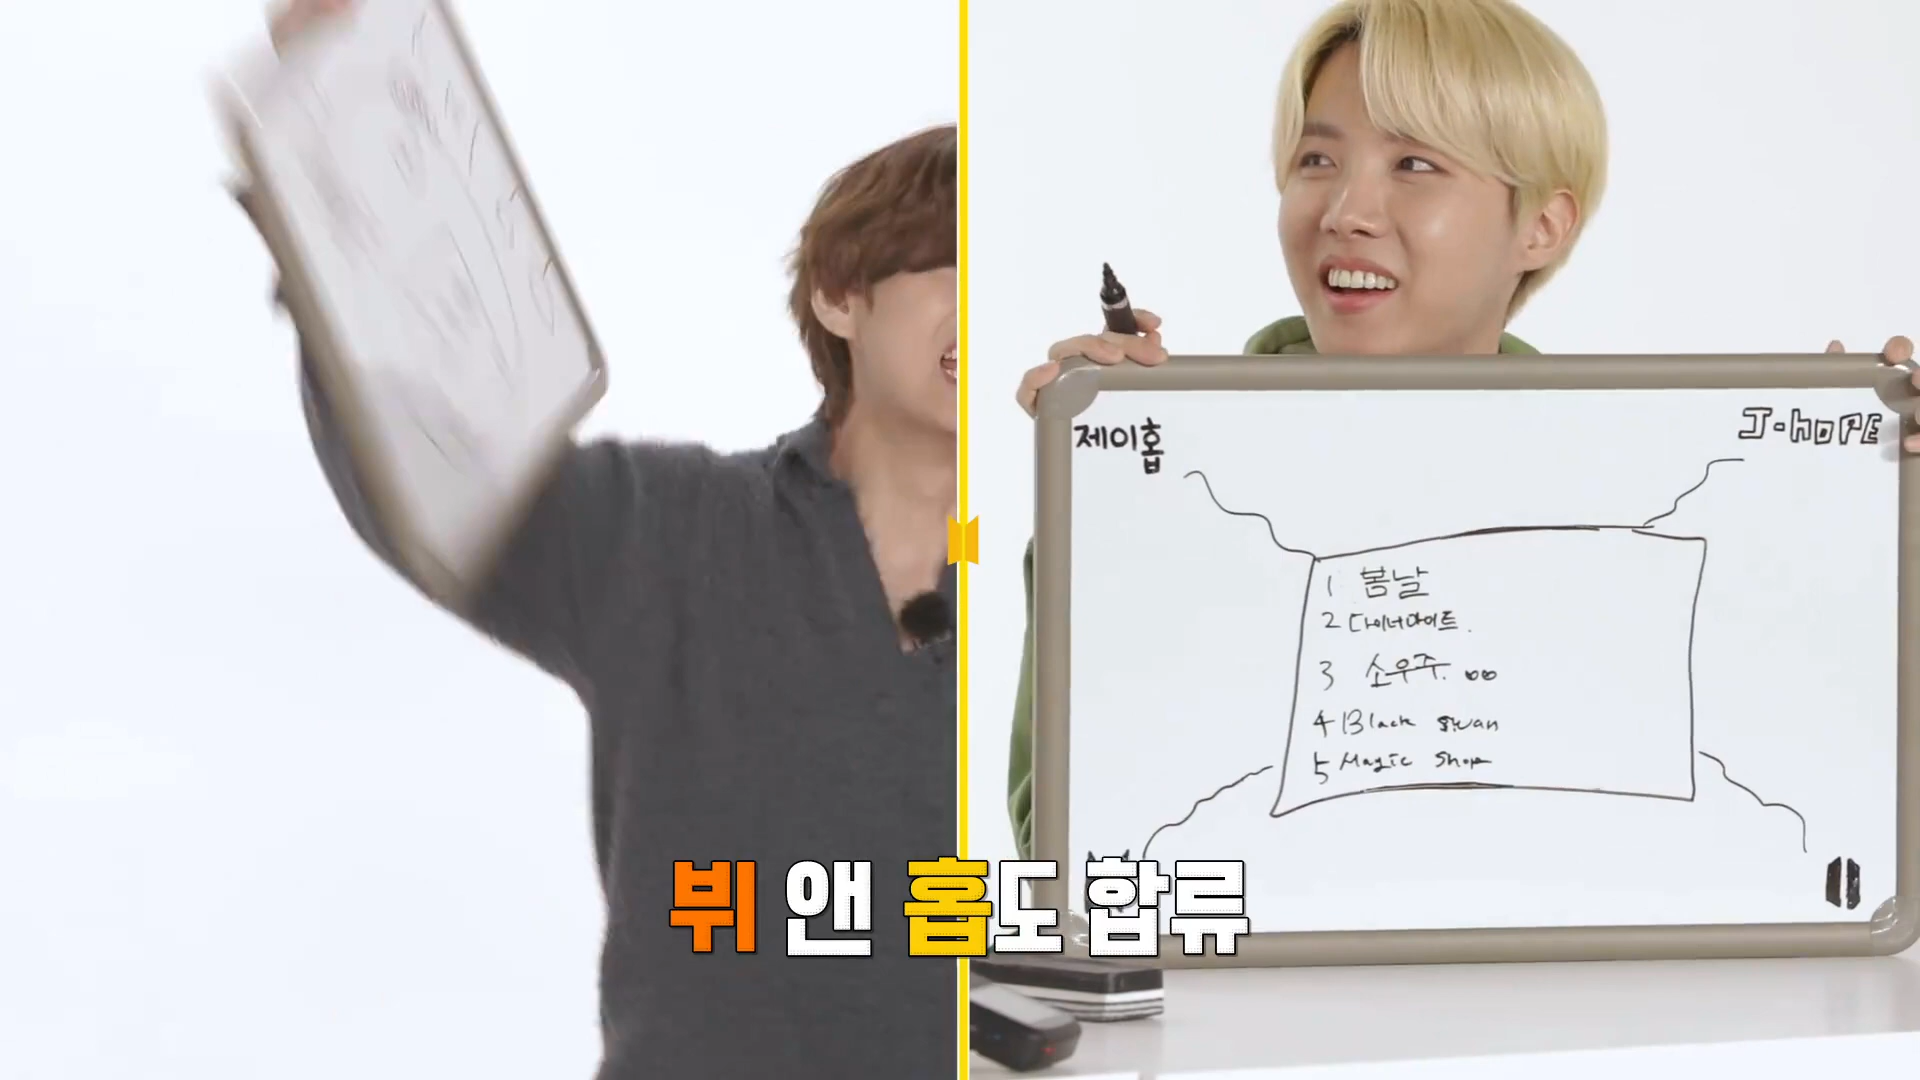 제이홉
J-hOPE
1 봄날
2 다이너마이트.
3 소우주.
4 Black swan
5 Magic Shop
뷔 앤 홉도 합류